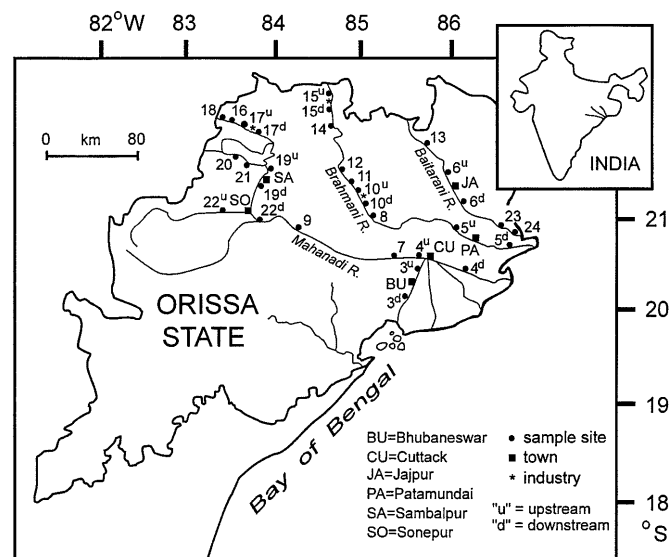 82°W 83 84 85 86
INDIA
0 km 80
18 16 17u 17d
15u
15d
14
13
20 21 19u
SA
19d
12
11
10u
10d
8
6u
JA
6d
22u SO 22d
9
Mahanadi R.
Brahmani R.
Baitarani R.
5u
PA
5d
23
24
7 4u CU
3u
4d
BU
3d
21
20
19
18
°S
ORISSA
STATE
Bay of Bengal
BU=Bhubaneswar
CU=Cuttack
JA=Jajpur
PA=Patamundai
SA=Sambalpur
SO=Sonepur
• sample site
■ town
* industry
"u" = upstream
"d" = downstream